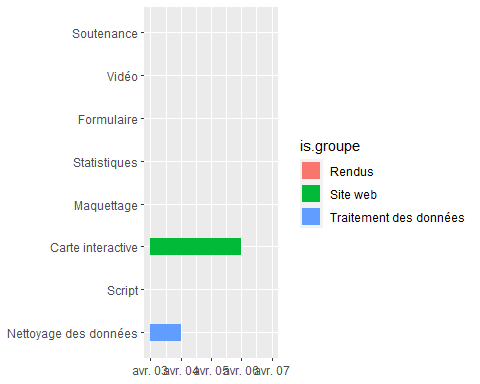 Soutenance
Vidéo
Formulaire
Statistiques
Maquettage
Carte interactive
Script
Nettoyage des données
avr. 03 avr. 04 avr. 05 avr. 06 avr. 07
is.groupe
Rendus
Site web
Traitement des données